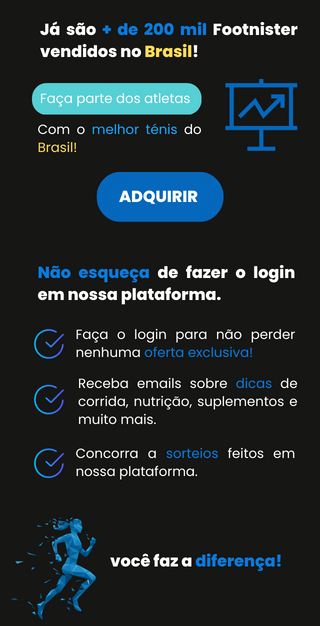 Já são + de 200 mil Footnister
vendidos no Brasil!
Faça parte dos atletas
Com o melhor ténis do
Brasil!
ADQUIRIR
Não esqueça de fazer o login
em nossa plataforma.
Faça o login para não perder
nenhuma oferta exclusiva!
Receba emails sobre dicas de
corrida, nutrição, suplementos e
muito mais.
Concorra a sorteios feitos em
nossa plataforma.
você faz a diferença!